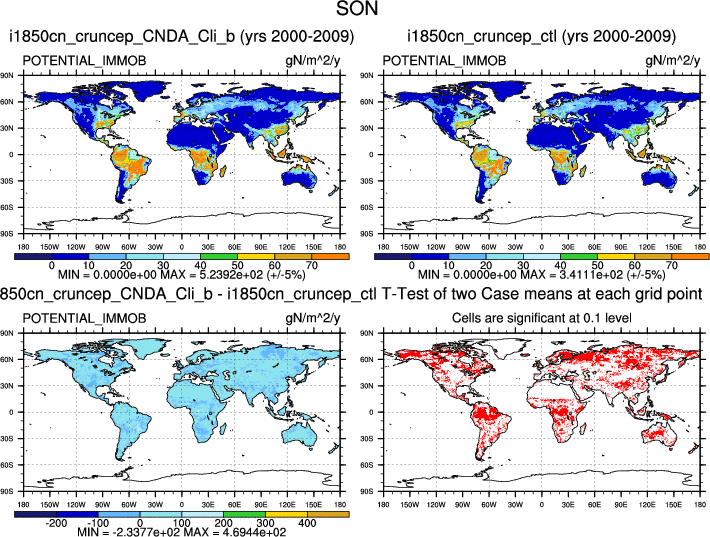 SON
i1850cn_cruncep_CNDA_Cli_b (yrs 2000-2009)
i1850cn_cruncep_ctl (yrs 2000-2009)
POTENTIAL_IMMOB gN/m^2/y
POTENTIAL_IMMOB gN/m^2/y
90N
60N
30N
0
30S
60S
90S
180 150W 120W 90W 60W 30W 0 30E 60E 90E 120E 150E 180
0 10 20 30 40 50 60 70
MIN = 0.0000e+00 MAX = 5.2392e+02 (+/-5%)
90N
60N
30N
0
30S
60S
90S
180 150W 120W 90W 60W 30W 0 30E 60E 90E 120E 150E 180
0 10 20 30 40 50 60 70
MIN = 0.0000e+00 MAX = 3.4111e+02 (+/-5%)
850cn_cruncep_CNDA_Cli_b - i1850cn_cruncep_ctl
T-Test of two Case means at each grid point
POTENTIAL_IMMOB gN/m^2/y
Cells are significant at 0.1 level
90N
60N
30N
0
30S
60S
90S
180 150W 120W 90W 60W 30W 0 30E 60E 90E 120E 150E 180
-200 -100 0 100 200 300 400
MIN = -2.3377e+02 MAX = 4.6944e+02
90N
60N
30N
0
30S
60S
90S
180 150W 120W 90W 60W 30W 0 30E 60E 90E 120E 150E 180